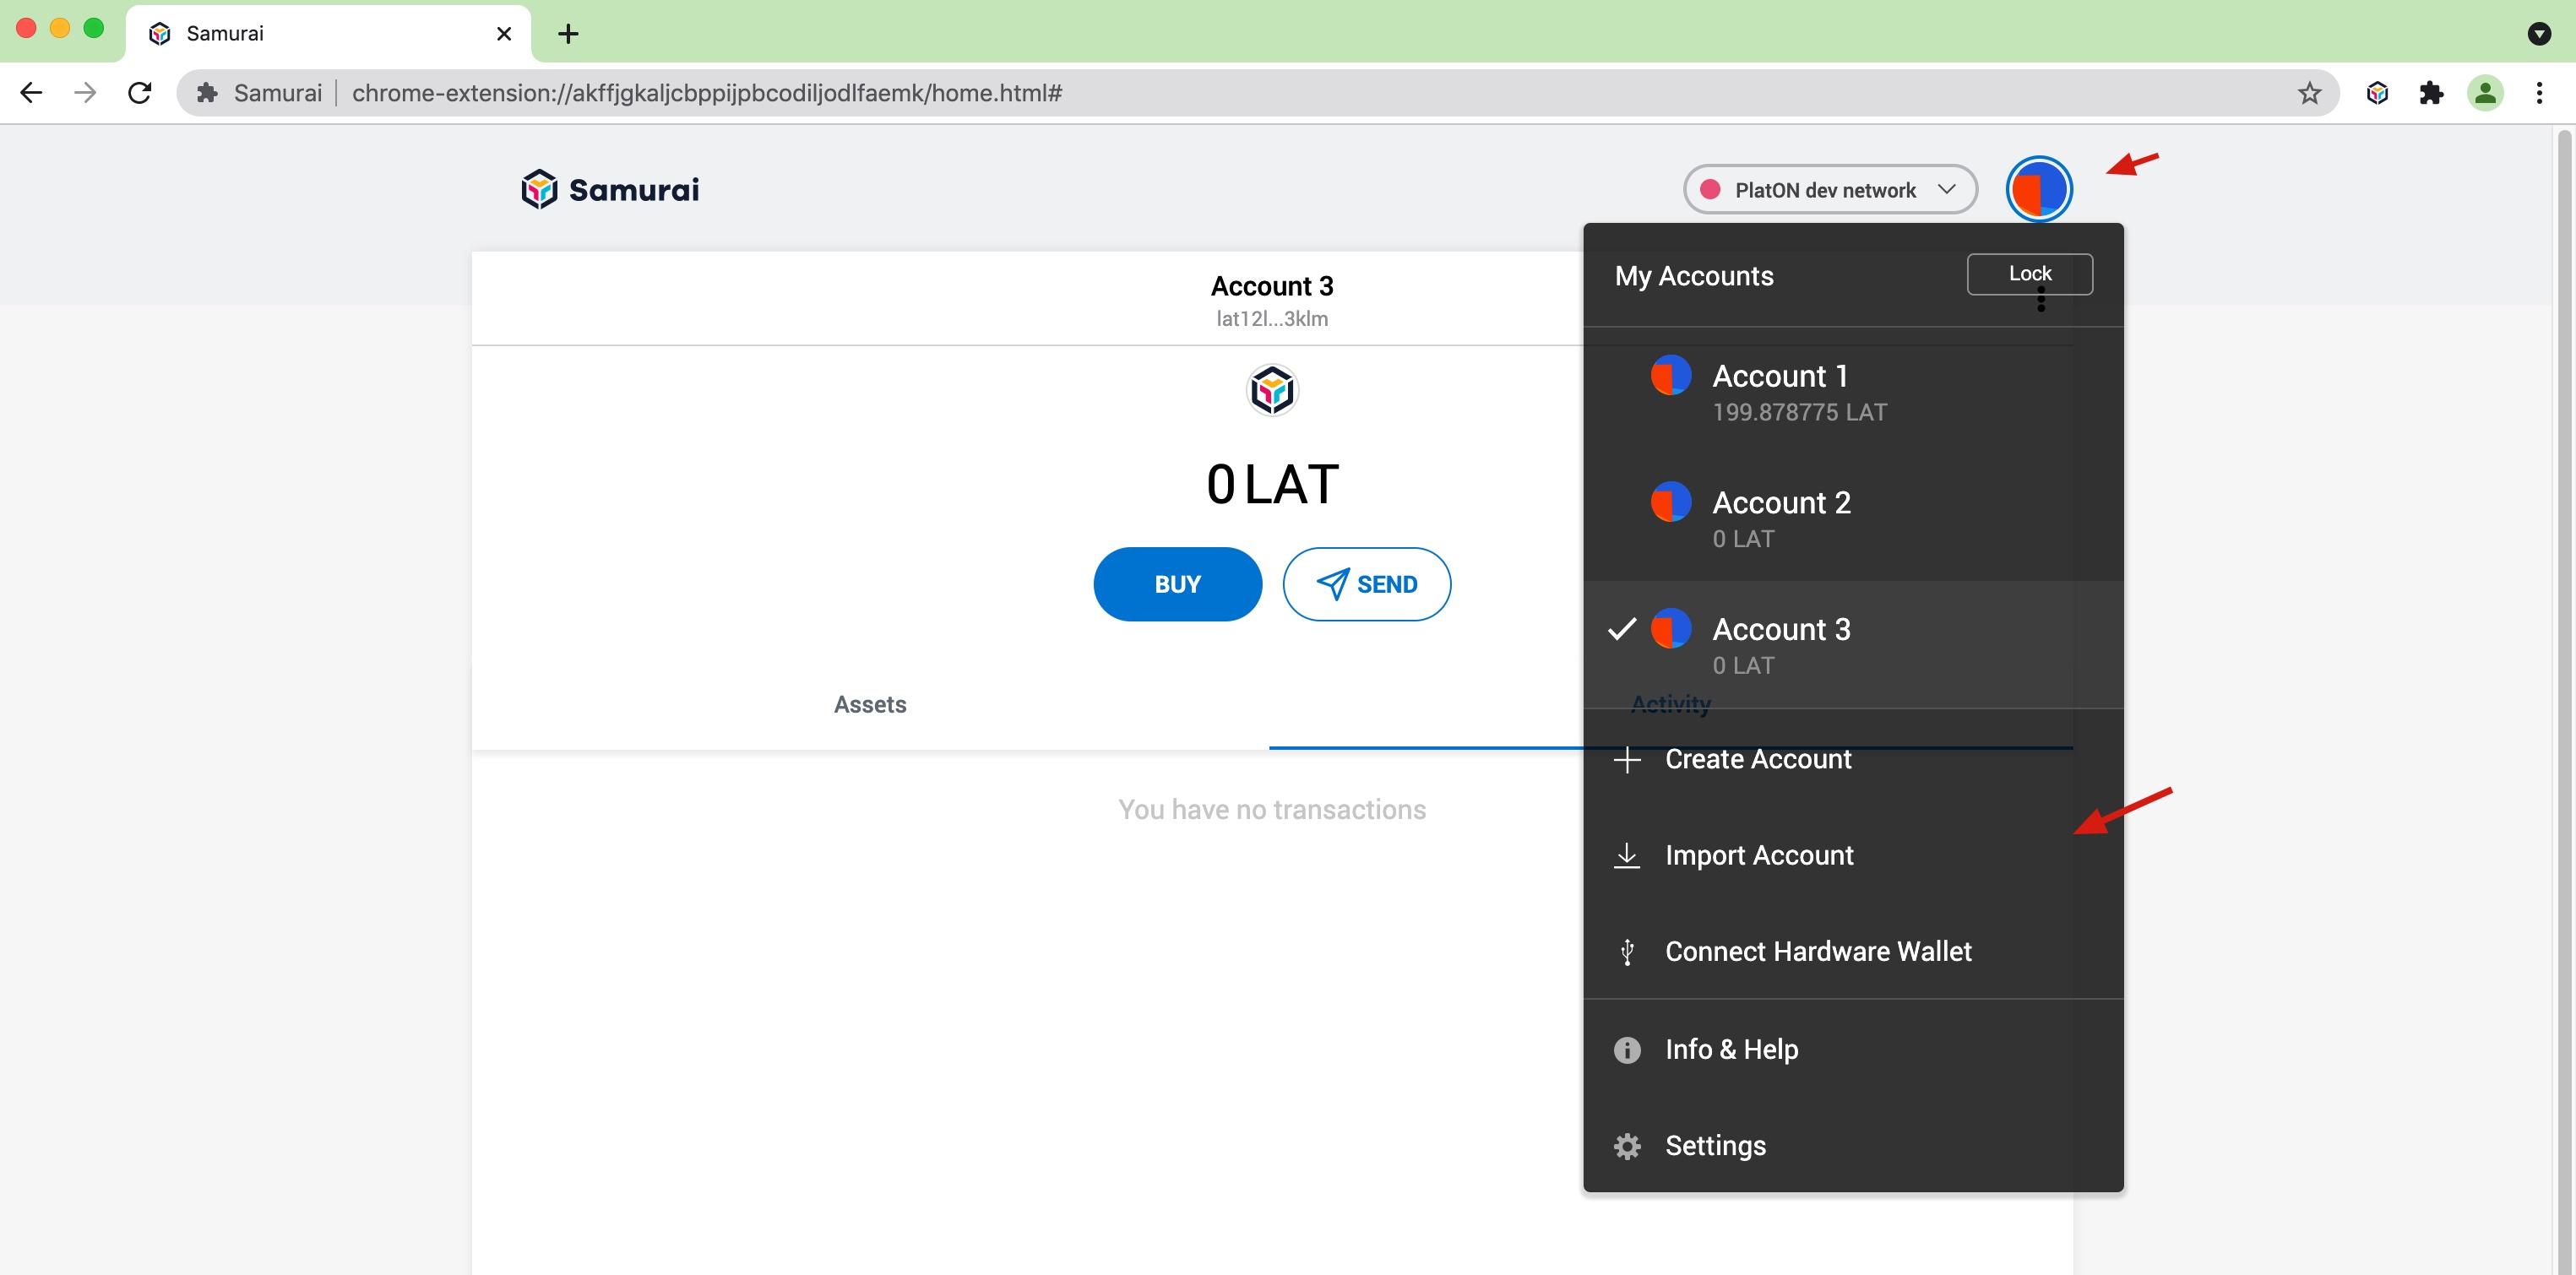 Samurai
Samurai
chrome-extension://akffjgkaljcbppijpbcodiljodlfaemk/home.html#
Samurai
PlatON dev network
Account 3
lat12l...3klm
0 LAT
BUY
SEND
Assets
Activity
You have no transactions
My Accounts
Lock
Account 1
199.878775 LAT
Account 2
0 LAT
Account 3
0 LAT
Create Account
Import Account
Connect Hardware Wallet
Info & Help
Settings